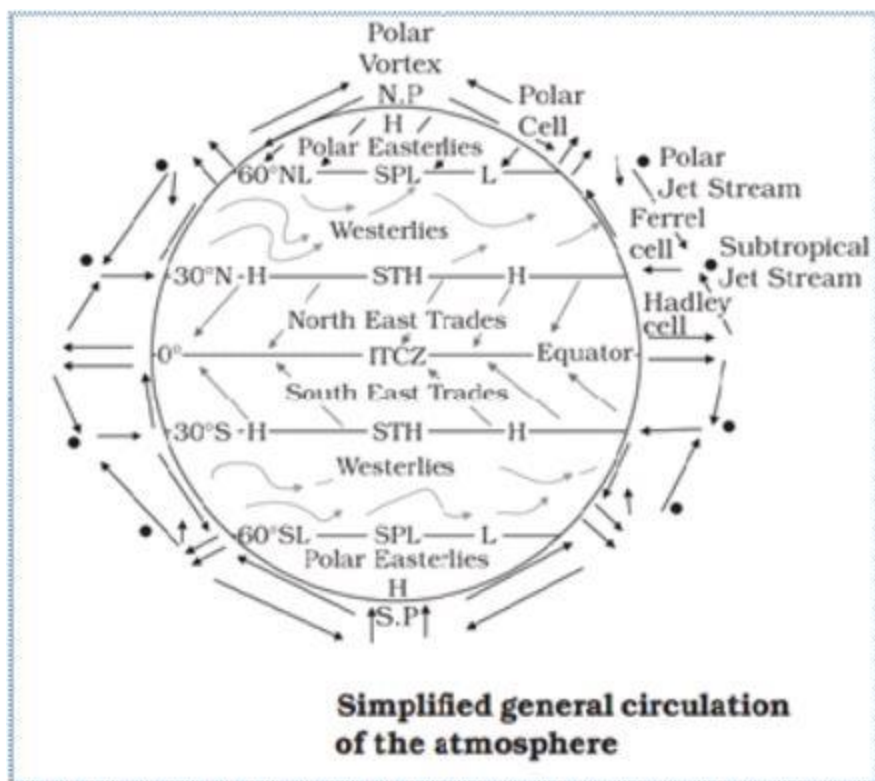 Polar
Vortex
N.P
Polar
Cell
H
Polar Easterlies
60°NL SPL L
Polar
Jet Stream
Westerlies
Ferrel
cell
Subtropical
Jet Stream
30°N-H STH H
Hadley
cell
North East Trades
0° ITCZ Equator
South East Trades
30°S-H STH H
Westerlies
60°SL SPL L
Polar Easterlies
H
S.P
Simplified general circulation
of the atmosphere